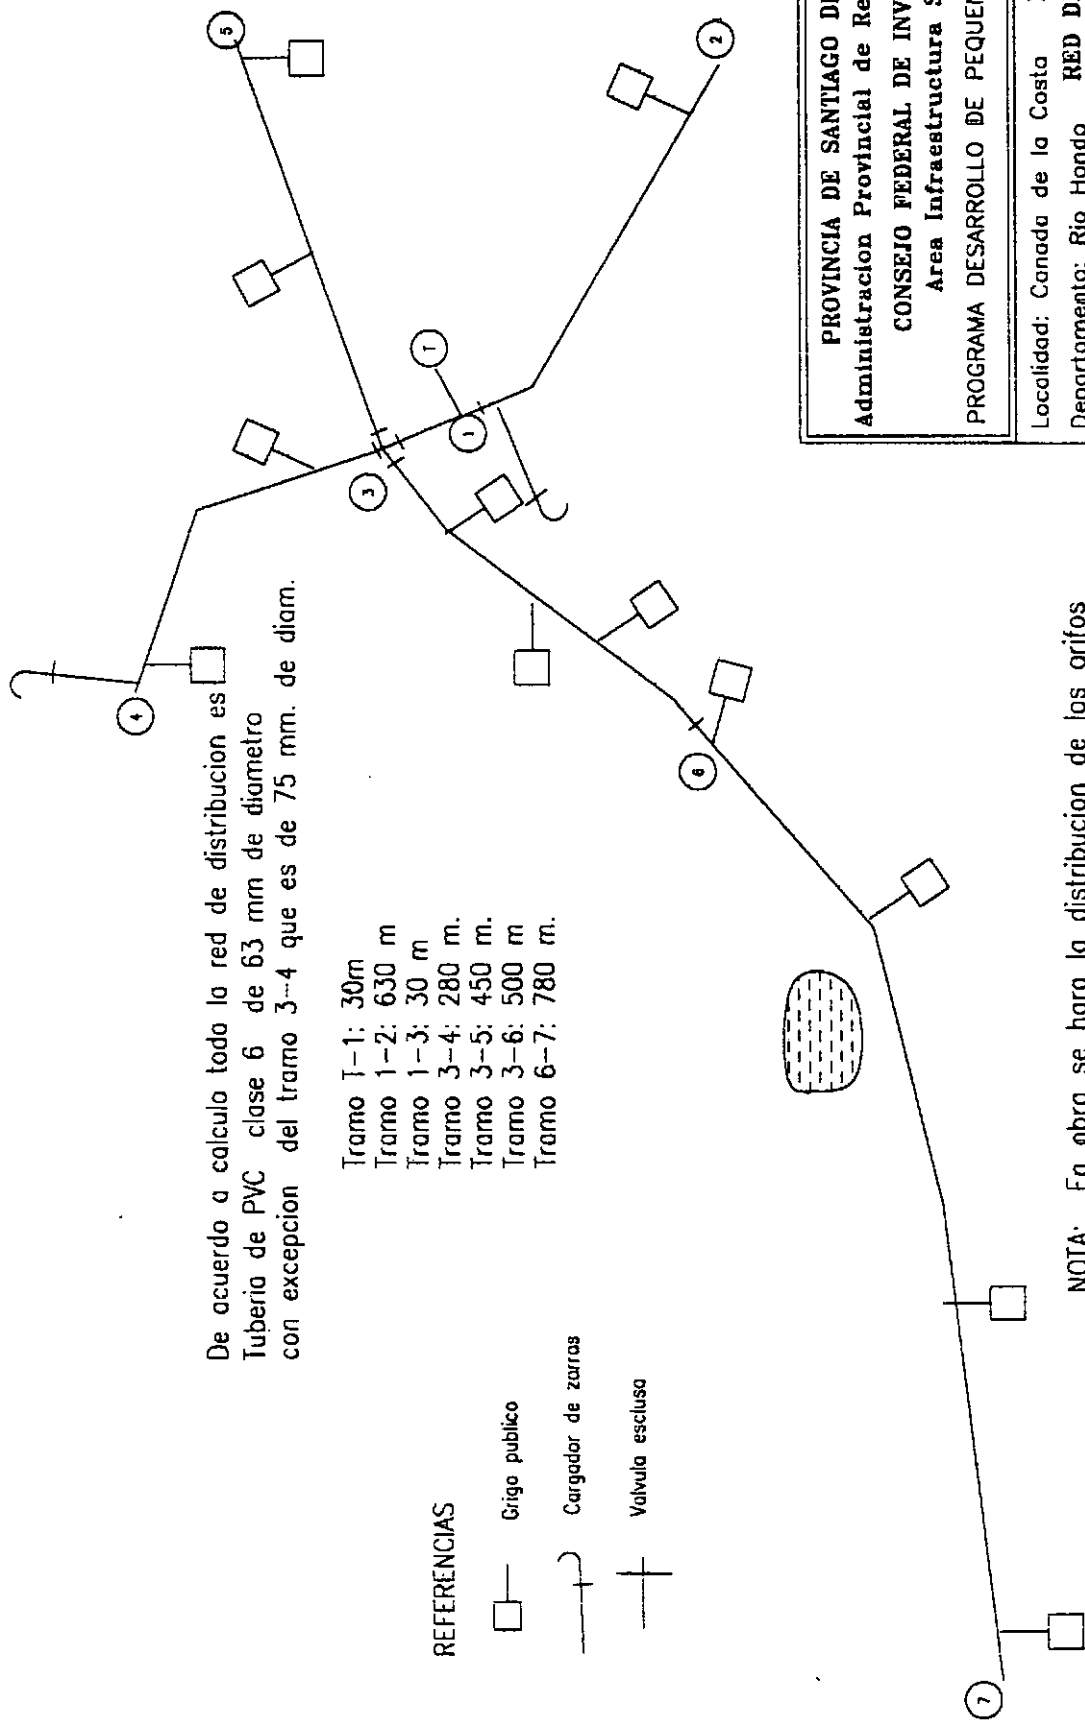 De acuerdo a calculo toda la red de distribucion es
Tuberia de PVC clase 6 de 63 mm de diametro
con excepcion del tramo 3-4 que es de 75 mm. de diam.
Tramo T-1: 30m
Tramo 1-2: 630 m
Tramo 1-3: 30 m
Tramo 3-4: 280 m.
Tramo 3-5: 450 m.
Tramo 3-6: 500 m
Tramo 6-7: 780 m.
REFERENCIAS
Grigo publico
Cargador de zorras
Valvula esclusa
5
2
T
1
3
4
6
7
NOTA: En obra se hara la distribucion de los grifos
PROVINCIA DE SANTIAGO DE
Administracion Provincial de Re
CONSEJO FEDERAL DE INV
Area Infraestructura S
PROGRAMA DESARROLLO DE PEQUEN
Localidad: Canada de la Costa
Departamento: Rio Hondo RED D